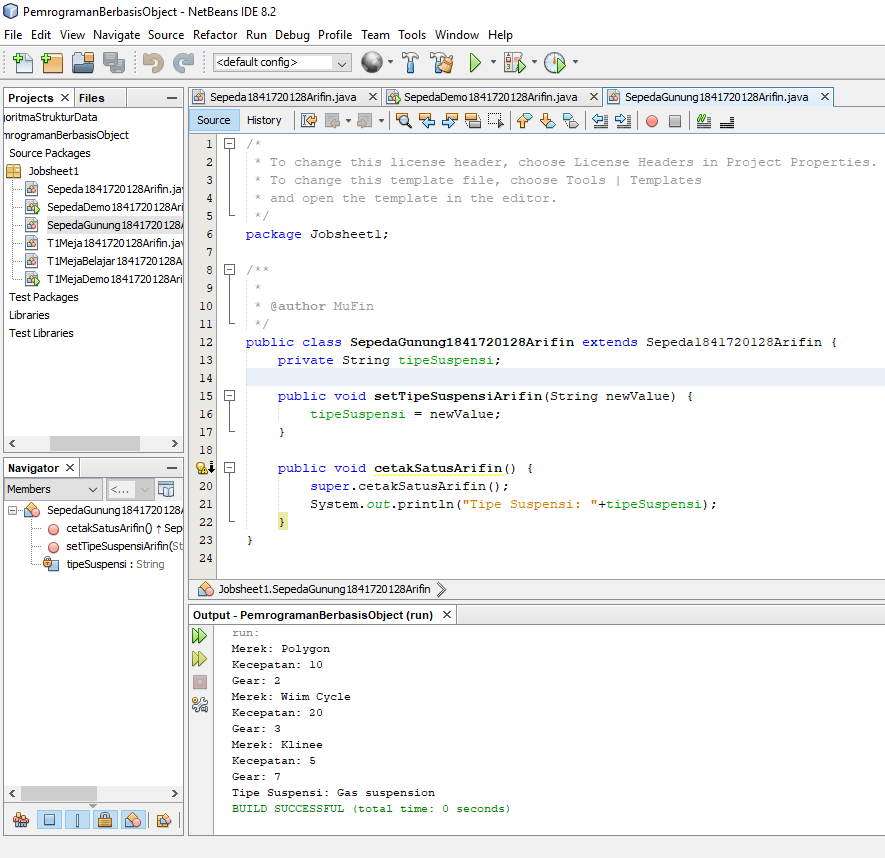 PemrogramanBerbasisObject - NetBeans IDE 8.2
File Edit View Navigate Source Refactor Run Debug Profile Team Tools Window Help
<default config>
Projects Files
goritmaStrukturData
mrogramanBerbasisObject
Source Packages
Jobsheet1
Sepeda1841720128Arifin.jav
SepedaDemo1841720128Ari
SepedaGunung1841720128A
T1Meja1841720128Arifin.jav
T1MejaBelajar1841720128A
T1MejaDemo1841720128Ari
Test Packages
Libraries
Test Libraries
Navigator
Members <...
SepedaGunung1841720128A
cetakSatusArifin() ↑ Sep
setTipeSuspensiArifin(St
tipeSuspensi : String
Sepeda1841720128Arifin.java SepedaDemo1841720128Arifin.java SepedaGunung1841720128Arifin.java
Source History
1 /*
2 * To change this license header, choose License Headers in Project Properties.
3 * To change this template file, choose Tools | Templates
4 * and open the template in the editor.
5 */
6 package Jobsheet1;
7
8 /**
9 *
10 * @author MuFin
11 */
12 public class SepedaGunung1841720128Arifin extends Sepeda1841720128Arifin {
13 private String tipeSuspensi;
14
15 public void setTipeSuspensiArifin(String newValue) {
16 tipeSuspensi = newValue;
17 }
18
public void cetakSatusArifin() {
20 super.cetakSatusArifin();
21 System.out.println("Tipe Suspensi: "+tipeSuspensi);
22 }
23 }
24
Jobsheet1.SepedaGunung1841720128Arifin
Output - PemrogramanBerbasisObject (run)
run:
Merek: Polygon
Kecepatan: 10
Gear: 2
Merek: Wiim Cycle
Kecepatan: 20
Gear: 3
Merek: Klinee
Kecepatan: 5
Gear: 7
Tipe Suspensi: Gas suspension
BUILD SUCCESSFUL (total time: 0 seconds)